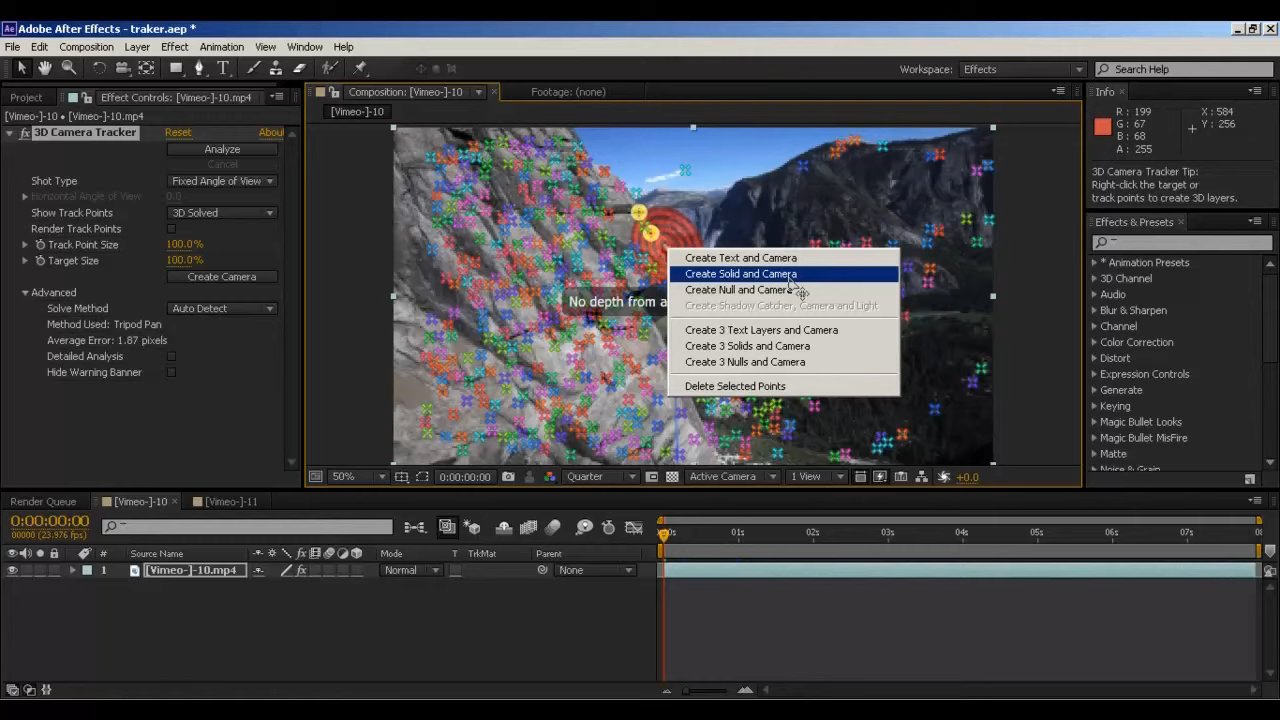 Ae Adobe After Effects - traker.aep *
File Edit Composition Layer Effect Animation View Window Help
Workspace: Effects Search Help
Project Effect Controls: [Vimeo-]-10.mp4 Composition: [Vimeo-]-10 Footage: (none) Info
[Vimeo-]-10 • [Vimeo-]-10.mp4 [Vimeo-]-10
R : 199 X : 584
G : 67 Y : 256
B : 68
A : 255
3D Camera Tracker Reset Abou
Analyze
Cancel
Shot Type Fixed Angle of View
Horizontal Angle of View 0.0
Show Track Points 3D Solved
Render Track Points
Track Point Size 100.0%
Target Size 100.0%
Create Camera
Advanced
Solve Method Auto Detect
Method Used: Tripod Pan
Average Error: 1.87 pixels
Detailed Analysis
Hide Warning Banner
No depth from a
Create Text and Camera
Create Solid and Camera
Create Null and Camera
Create Shadow Catcher, Camera and Light
Create 3 Text Layers and Camera
Create 3 Solids and Camera
Create 3 Nulls and Camera
Delete Selected Points
3D Camera Tracker Tip:
Right-click the target or
track points to create 3D layers.
Effects & Presets
* Animation Presets
3D Channel
Audio
Blur & Sharpen
Channel
Color Correction
Distort
Expression Controls
Generate
Keying
Magic Bullet Looks
Magic Bullet MisFire
Matte
Noise & Grain
50% 0:00:00:00 Quarter Active Camera 1 View +0.0
Render Queue [Vimeo-]-10 [Vimeo-]-11
0:00:00:00
00000 (23.976 fps)
01s 02s 03s 04s 05s 06s 07s
# Source Name Mode T TrkMat Parent
1 [Vimeo-]-10.mp4 Normal None